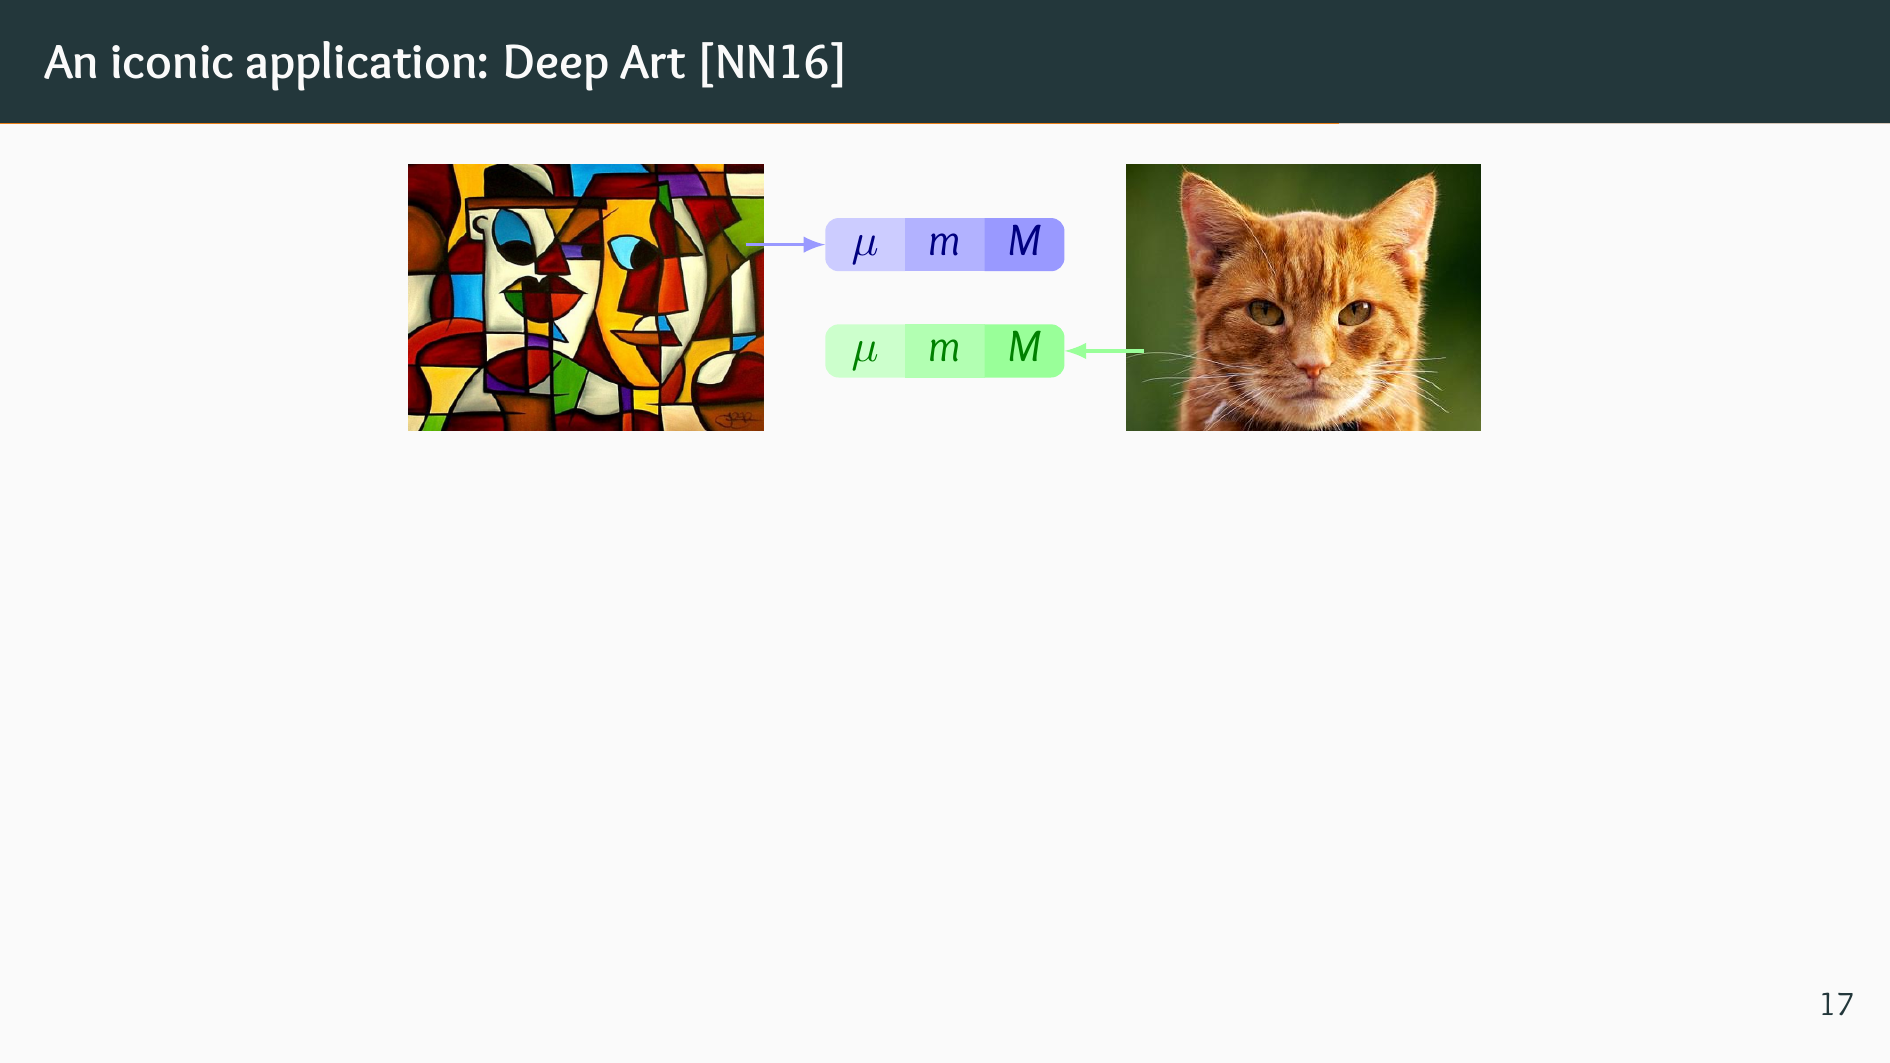 An iconic application: Deep Art [NN16]
μ m M
μ m M
17